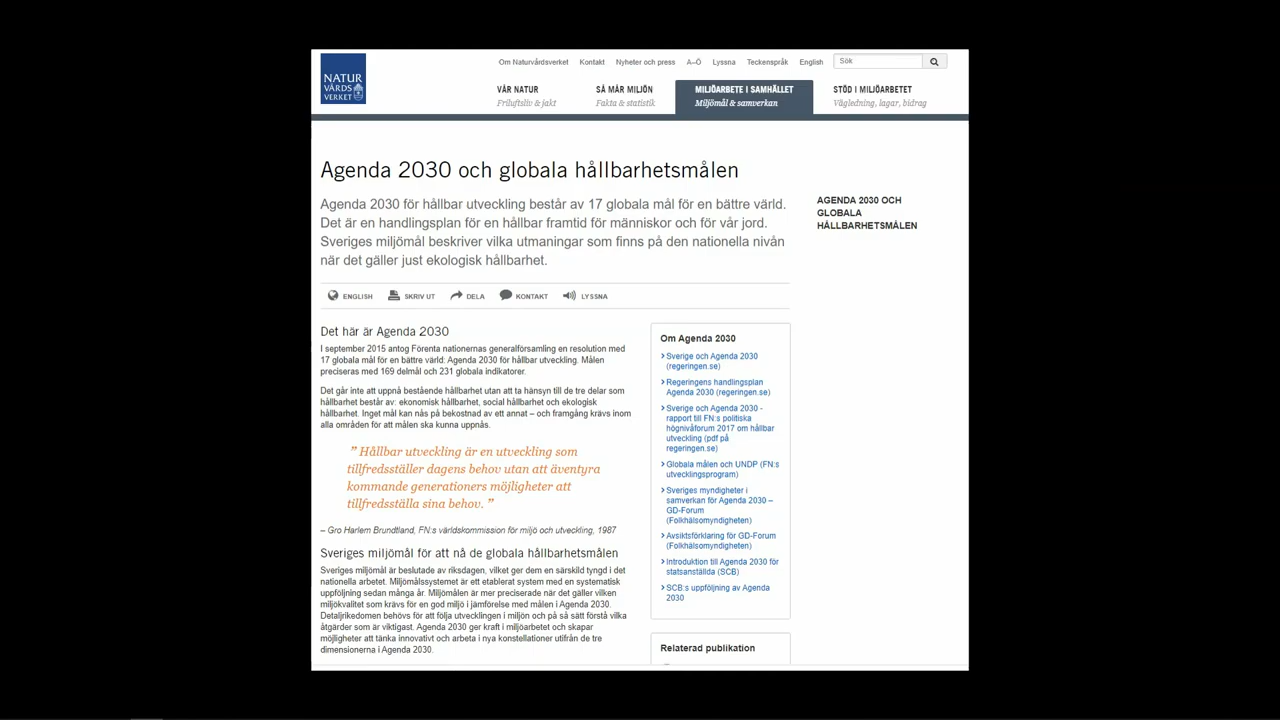 NATUR
VÅRDS
VERKET
Om Naturvårdsverket Kontakt Nyheter och press A–Ö Lyssna Teckenspråk English Sök
VÅR NATUR
Friluftsliv & jakt
SÅ MÅR MILJÖN
Fakta & statistik
MILJÖARBETE I SAMHÄLLET
Miljömål & samverkan
STÖD I MILJÖARBETET
Vägledning, lagar, bidrag
Agenda 2030 och globala hållbarhetsmålen
Agenda 2030 för hållbar utveckling består av 17 globala mål för en bättre värld.
Det är en handlingsplan för en hållbar framtid för människor och för vår jord.
Sveriges miljömål beskriver vilka utmaningar som finns på den nationella nivån
när det gäller just ekologisk hållbarhet.
AGENDA 2030 OCH
GLOBALA
HÅLLBARHETSMÅLEN
ENGLISH SKRIV UT DELA KONTAKT LYSSNA
Det här är Agenda 2030
I september 2015 antog Förenta nationernas generalförsamling en resolution med
17 globala mål för en bättre värld: Agenda 2030 för hållbar utveckling. Målen
preciseras med 169 delmål och 231 globala indikatorer.
Det går inte att uppnå bestående hållbarhet utan att ta hänsyn till de tre delar som
hållbarhet består av: ekonomisk hållbarhet, social hållbarhet och ekologisk
hållbarhet. Inget mål kan nås på bekostnad av ett annat – och framgång krävs inom
alla områden för att målen ska kunna uppnås.
” Hållbar utveckling är en utveckling som
tillfredsställer dagens behov utan att äventyra
kommande generationers möjligheter att
tillfredsställa sina behov. ”
– Gro Harlem Brundtland, FN:s världskommission för miljö och utveckling, 1987
Sveriges miljömål för att nå de globala hållbarhetsmålen
Sveriges miljömål är beslutade av riksdagen, vilket ger dem en särskild tyngd i det
nationella arbetet. Miljömålssystemet är ett etablerat system med en systematisk
uppföljning sedan många år. Miljömålen är mer preciserade när det gäller vilken
miljökvalitet som krävs för en god miljö i jämförelse med målen i Agenda 2030.
Detaljrikedomen behövs för att följa utvecklingen i miljön och på så sätt förstå vilka
åtgärder som är viktigast. Agenda 2030 ger kraft i miljöarbetet och skapar
möjligheter att tänka innovativt och arbeta i nya konstellationer utifrån de tre
dimensionerna i Agenda 2030.
Om Agenda 2030
Sverige och Agenda 2030
(regeringen.se)
Regeringens handlingsplan
Agenda 2030 (regeringen.se)
Sverige och Agenda 2030 -
rapport till FN:s politiska
högnivåforum 2017 om hållbar
utveckling (pdf på
regeringen.se)
Globala målen och UNDP (FN:s
utvecklingsprogram)
Sveriges myndigheter i
samverkan för Agenda 2030 –
GD-Forum
(Folkhälsomyndigheten)
Avsiktsförklaring för GD-Forum
(Folkhälsomyndigheten)
Introduktion till Agenda 2030 för
statsanställda (SCB)
SCB:s uppföljning av Agenda
2030
Relaterad publikation